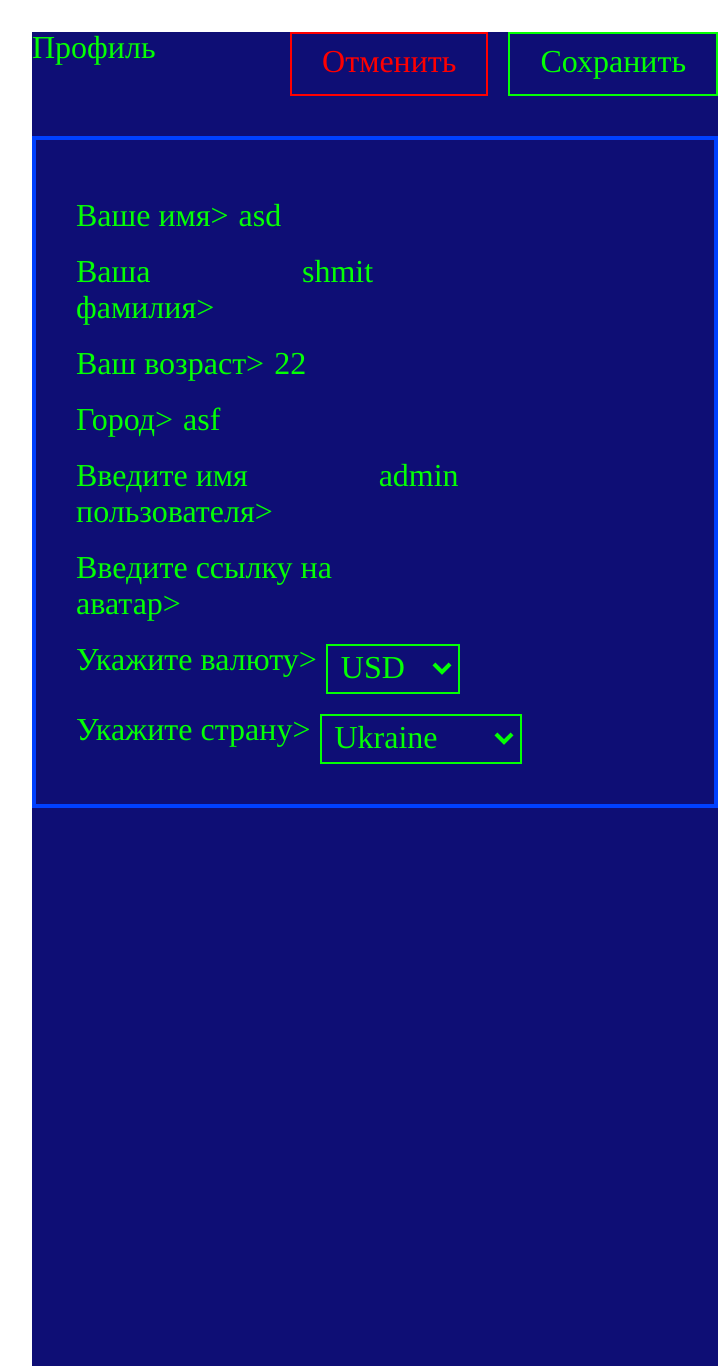 Профиль Отменить Сохранить
Ваше имя> asd
Ваша shmit
фамилия>
Ваш возраст> 22
Город> asf
Введите имя admin
пользователя>
Введите ссылку на
аватар>
Укажите валюту> USD
Укажите страну> Ukraine